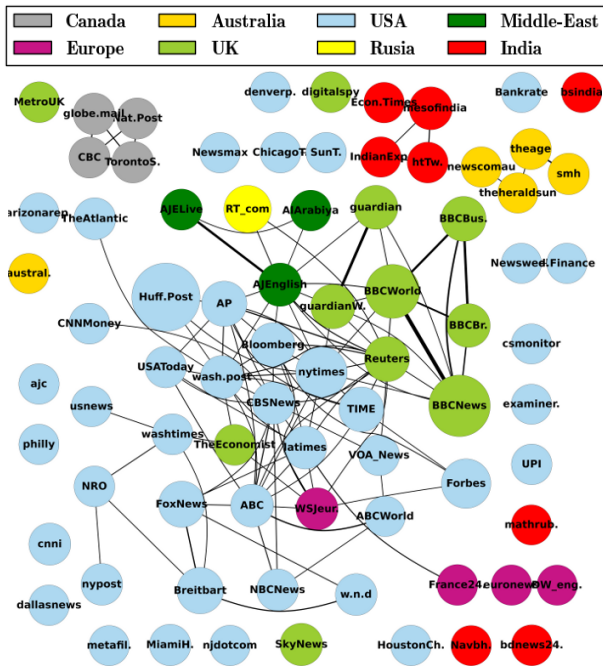 Canada Australia USA Middle-East
Europe UK Rusia India
MetroUK
globe.mail
Nat.Post
CBC
TorontoS.
denverp.
digitalspy
Econ.Times
mesofindia
Bankrate
bsindia
Newsmax
ChicagoT.
SunT.
IndianExp.
htTw.
newscomau
theage
smh
theheraldsun
arizonarep.
TheAtlantic
AJELive
RT_com
AlArabiya
guardian
BBCBus.
austral.
Huff.Post
AP
AJEnglish
guardianW.
BBCWorld
Newswe
d.Finance
CNNMoney
Bloomberg
BBCBr.
Reuters
csmonitor
ajc
USAToday
wash.post
nytimes
usnews
CBSNews
TIME
BBCNews
examiner.
philly
washtimes
TheEconomist
latimes
VOA_News
UPI
NRO
FoxNews
ABC
WSJeur.
ABCWorld
Forbes
mathrub.
cnni
nypost
Breitbart
NBCNews
w.n.d
France24.
euronews
DW_eng.
dallasnews
metafil.
MiamiH.
njdotcom
SkyNews
HoustonCh.
Navbh.
bdnews24.